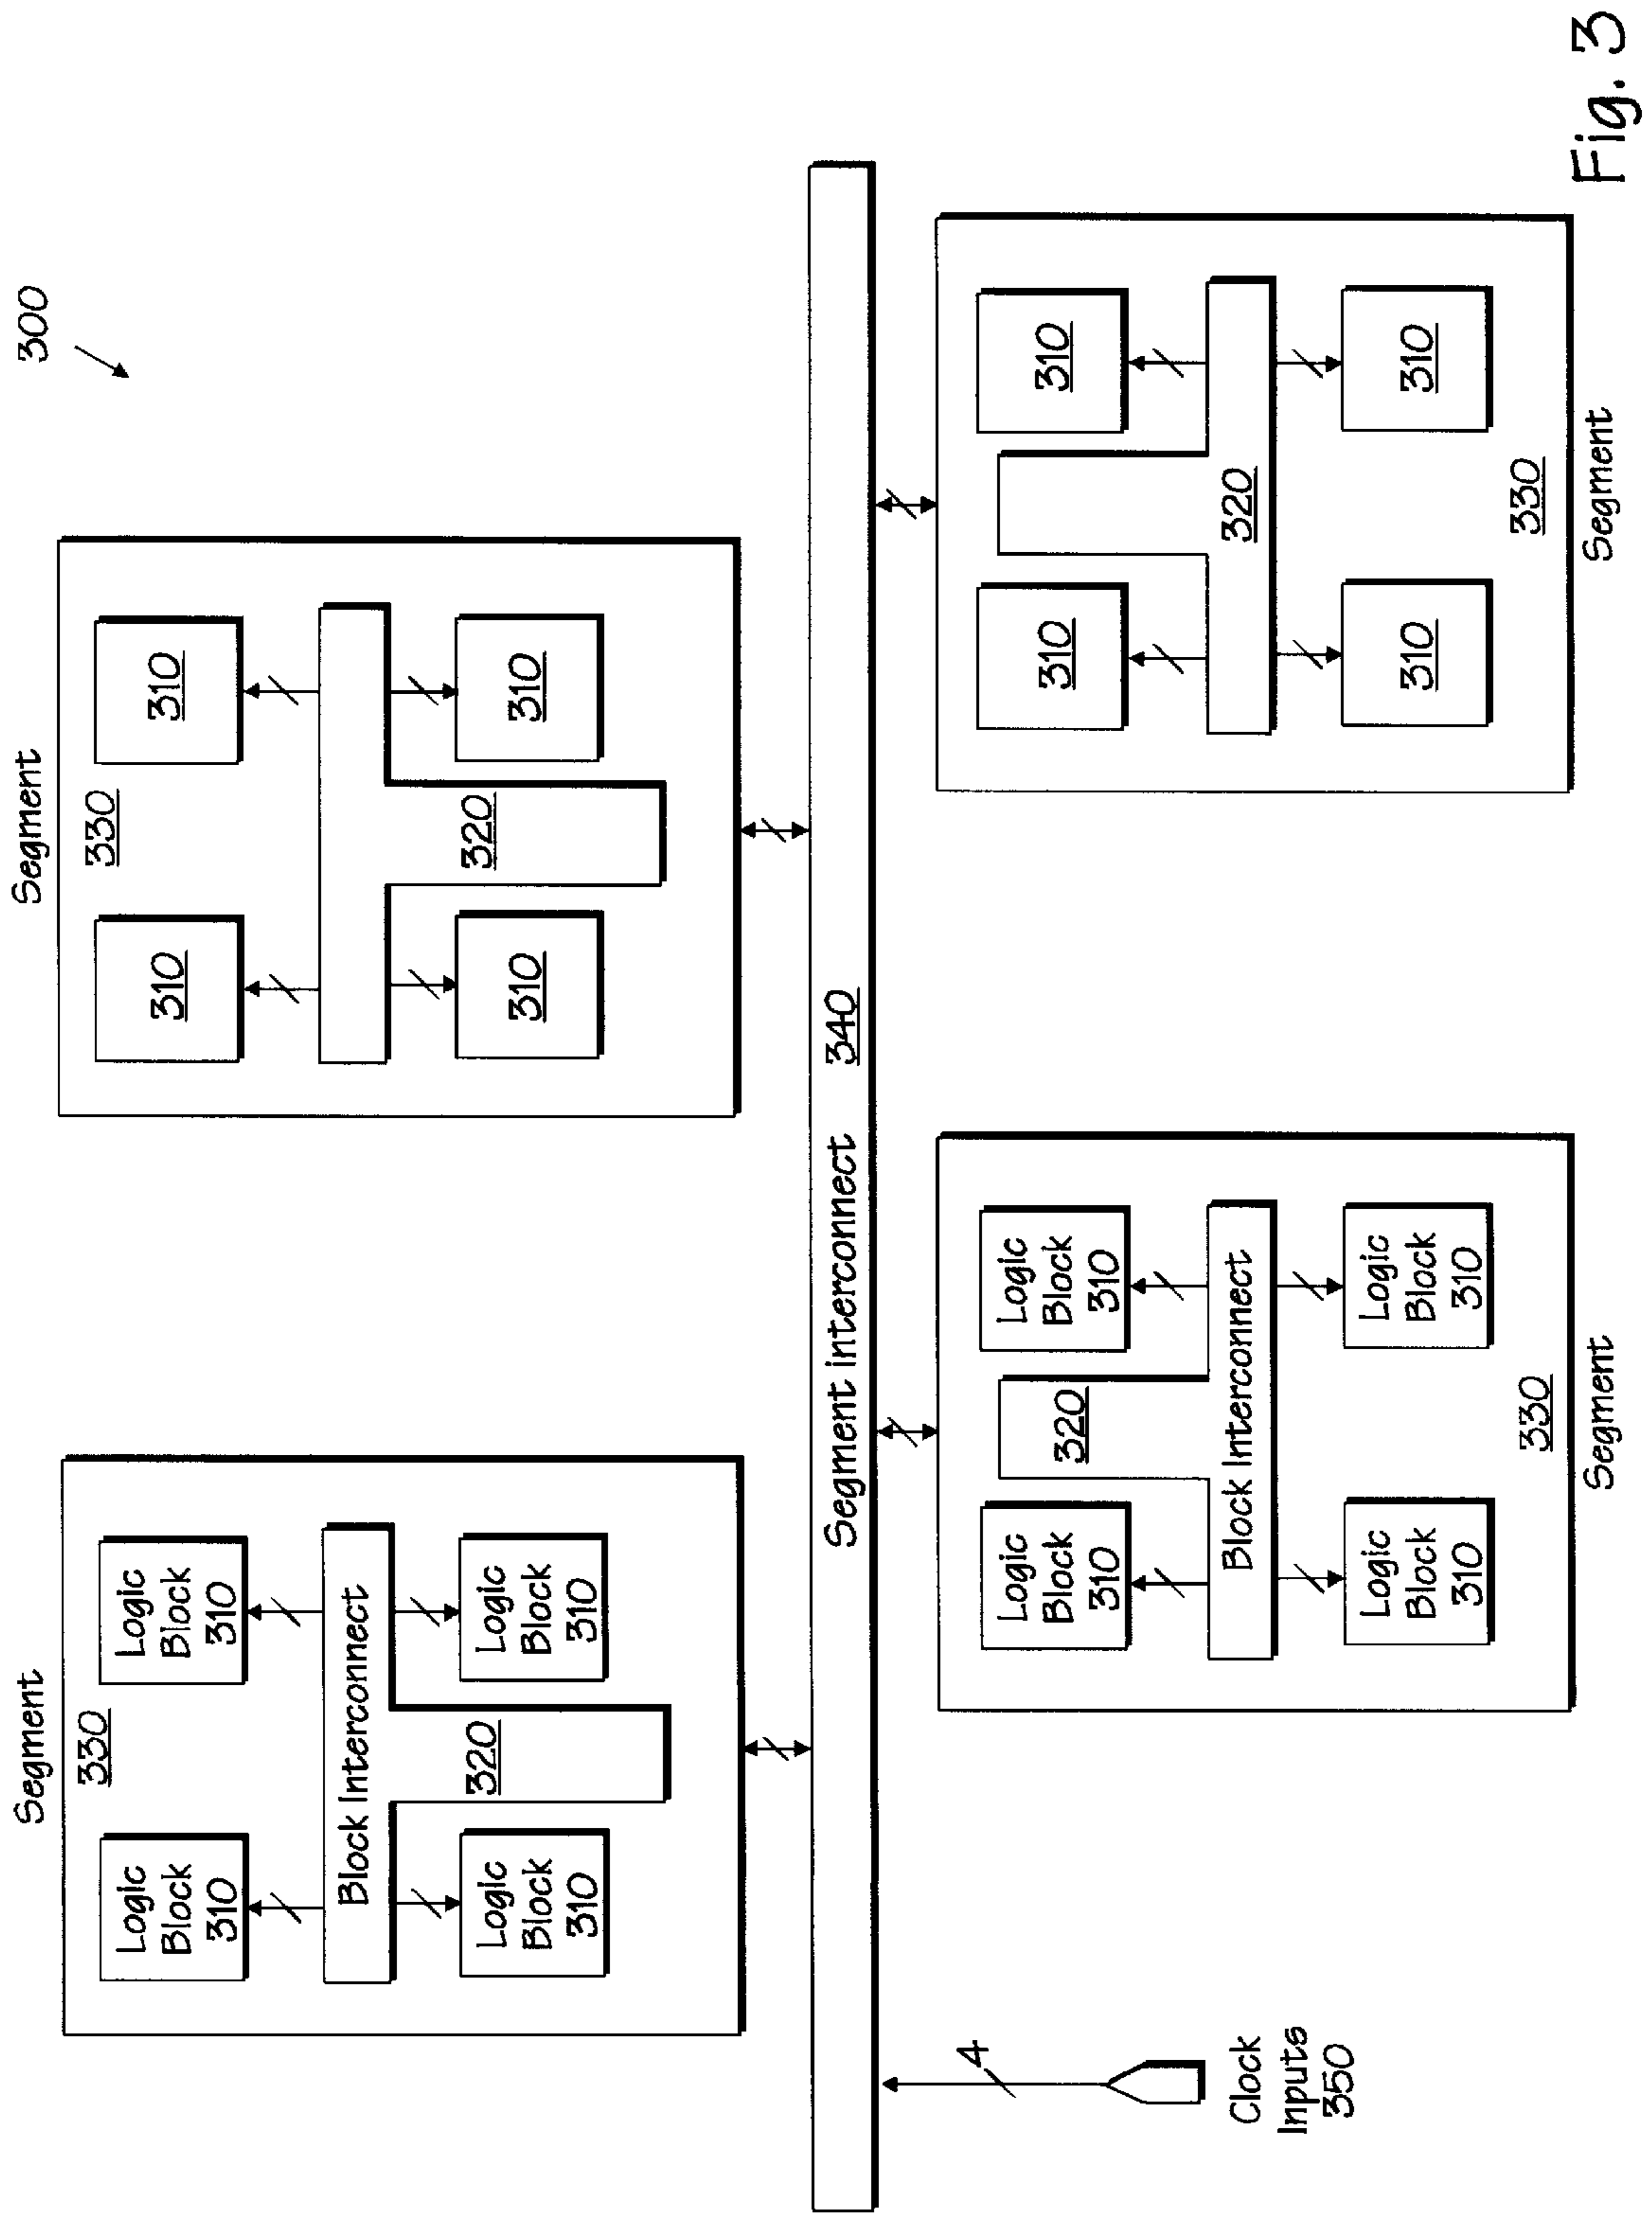 300
Segment
330
Logic
Block
310
Logic
Block
310
Block Interconnect
320
Logic
Block
310
Logic
Block
310
Segment
330
310
310
320
310
310
Segment interconnect 340
4
Clock
Inputs
350
Logic
Block
310
Logic
Block
310
320
Block Interconnect
Logic
Block
310
Logic
Block
310
330
Segment
310
310
320
310
310
330
Segment
Fig. 3